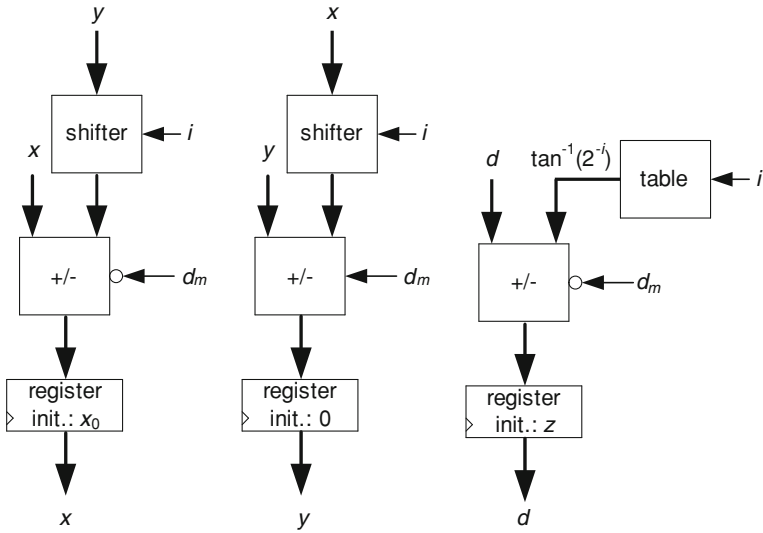 y
shifter
i
x
+/-
dm
register
init.: x0
x
x
shifter
i
y
+/-
dm
register
init.: 0
y
d
tan-1(2-i)
table
i
+/-
dm
register
init.: z
d